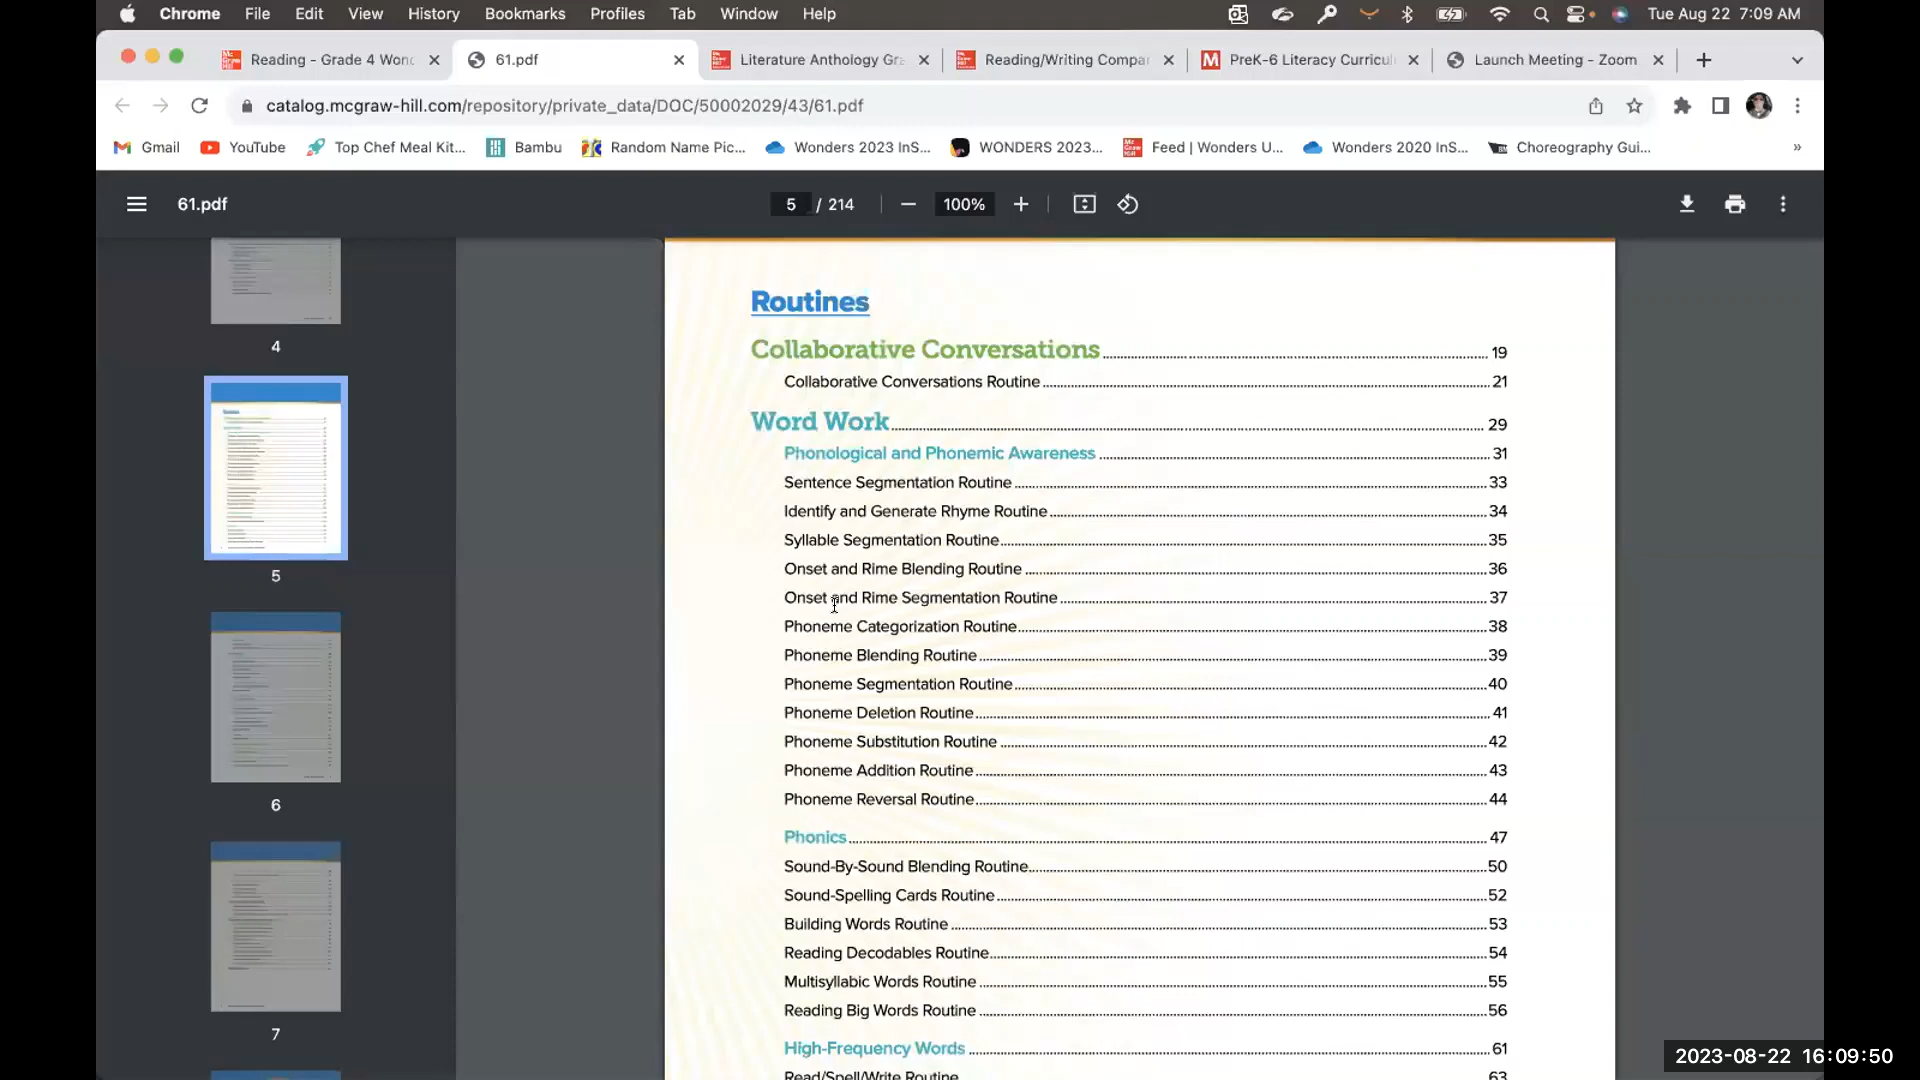 Chrome File Edit View History Bookmarks Profiles Tab Window Help Tue Aug 22 7:09 AM
Reading - Grade 4 Won 61.pdf Literature Anthology Gr Reading/Writing Compa PreK-6 Literacy Curricul Launch Meeting - Zoom
catalog.mcgraw-hill.com/repository/private_data/DOC/50002029/43/61.pdf
Gmail YouTube Top Chef Meal Kit... Bambu Random Name Pic... Wonders 2023 InS... WONDERS 2023... Feed | Wonders U... Wonders 2020 InS... Choreography Gui... »
61.pdf 5 / 214 100%
4
5
6
7
Routines
Collaborative Conversations 19
Collaborative Conversations Routine 21
Word Work 29
Phonological and Phonemic Awareness 31
Sentence Segmentation Routine 33
Identify and Generate Rhyme Routine 34
Syllable Segmentation Routine 35
Onset and Rime Blending Routine 36
Onset and Rime Segmentation Routine 37
Phoneme Categorization Routine 38
Phoneme Blending Routine 39
Phoneme Segmentation Routine 40
Phoneme Deletion Routine 41
Phoneme Substitution Routine 42
Phoneme Addition Routine 43
Phoneme Reversal Routine 44
Phonics 47
Sound-By-Sound Blending Routine 50
Sound-Spelling Cards Routine 52
Building Words Routine 53
Reading Decodables Routine 54
Multisyllabic Words Routine 55
Reading Big Words Routine 56
High-Frequency Words 61
Read/Spell/Write Routine 63
2023-08-22 16:09:50